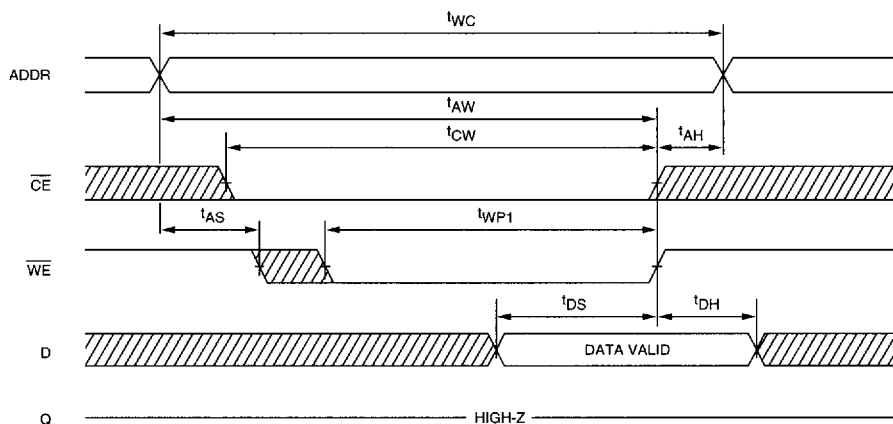 tWC
ADDR
tAW
tCW
tAH
CE
tAS
tWP1
WE
tDS
tDH
D
DATA VALID
Q
HIGH-Z